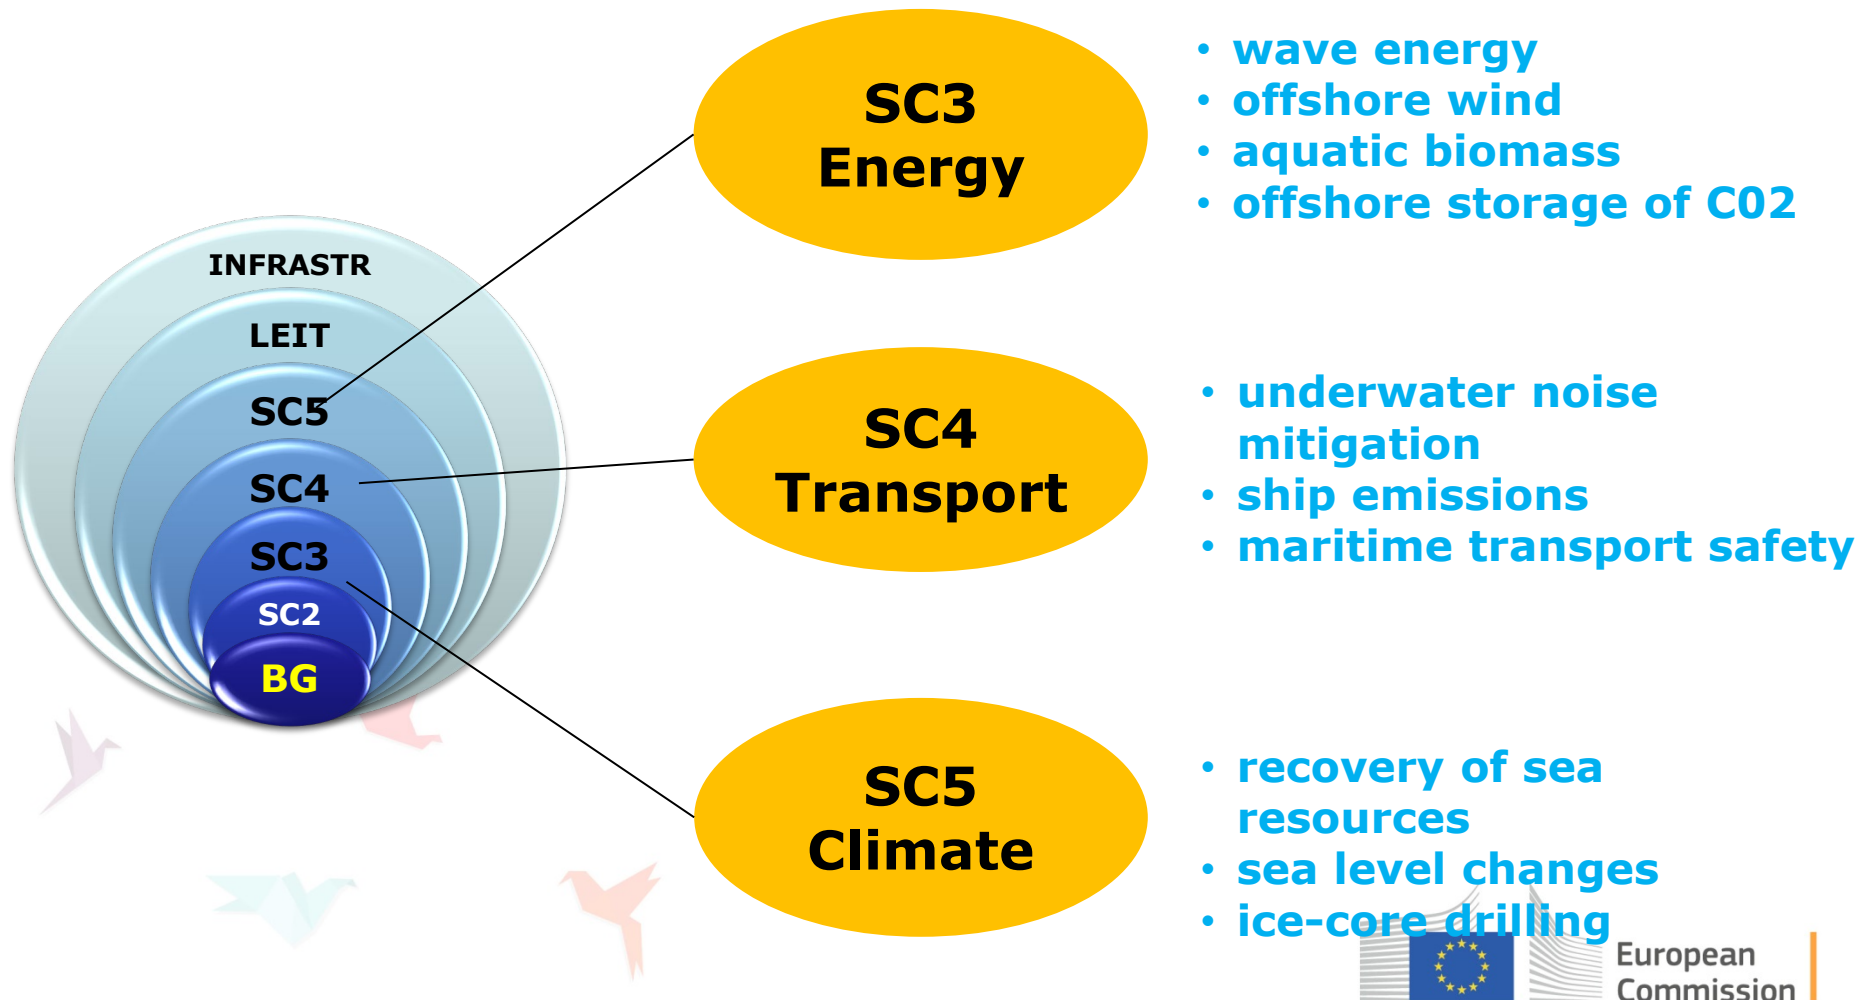 INFRASTR
LEIT
SC5
SC4
SC3
SC2
BG
SC3
Energy
• wave energy
• offshore wind
• aquatic biomass
• offshore storage of C02
SC4
Transport
• underwater noise
mitigation
• ship emissions
• maritime transport safety
SC5
Climate
• recovery of sea
resources
• sea level changes
• ice-core drilling
European
Commission